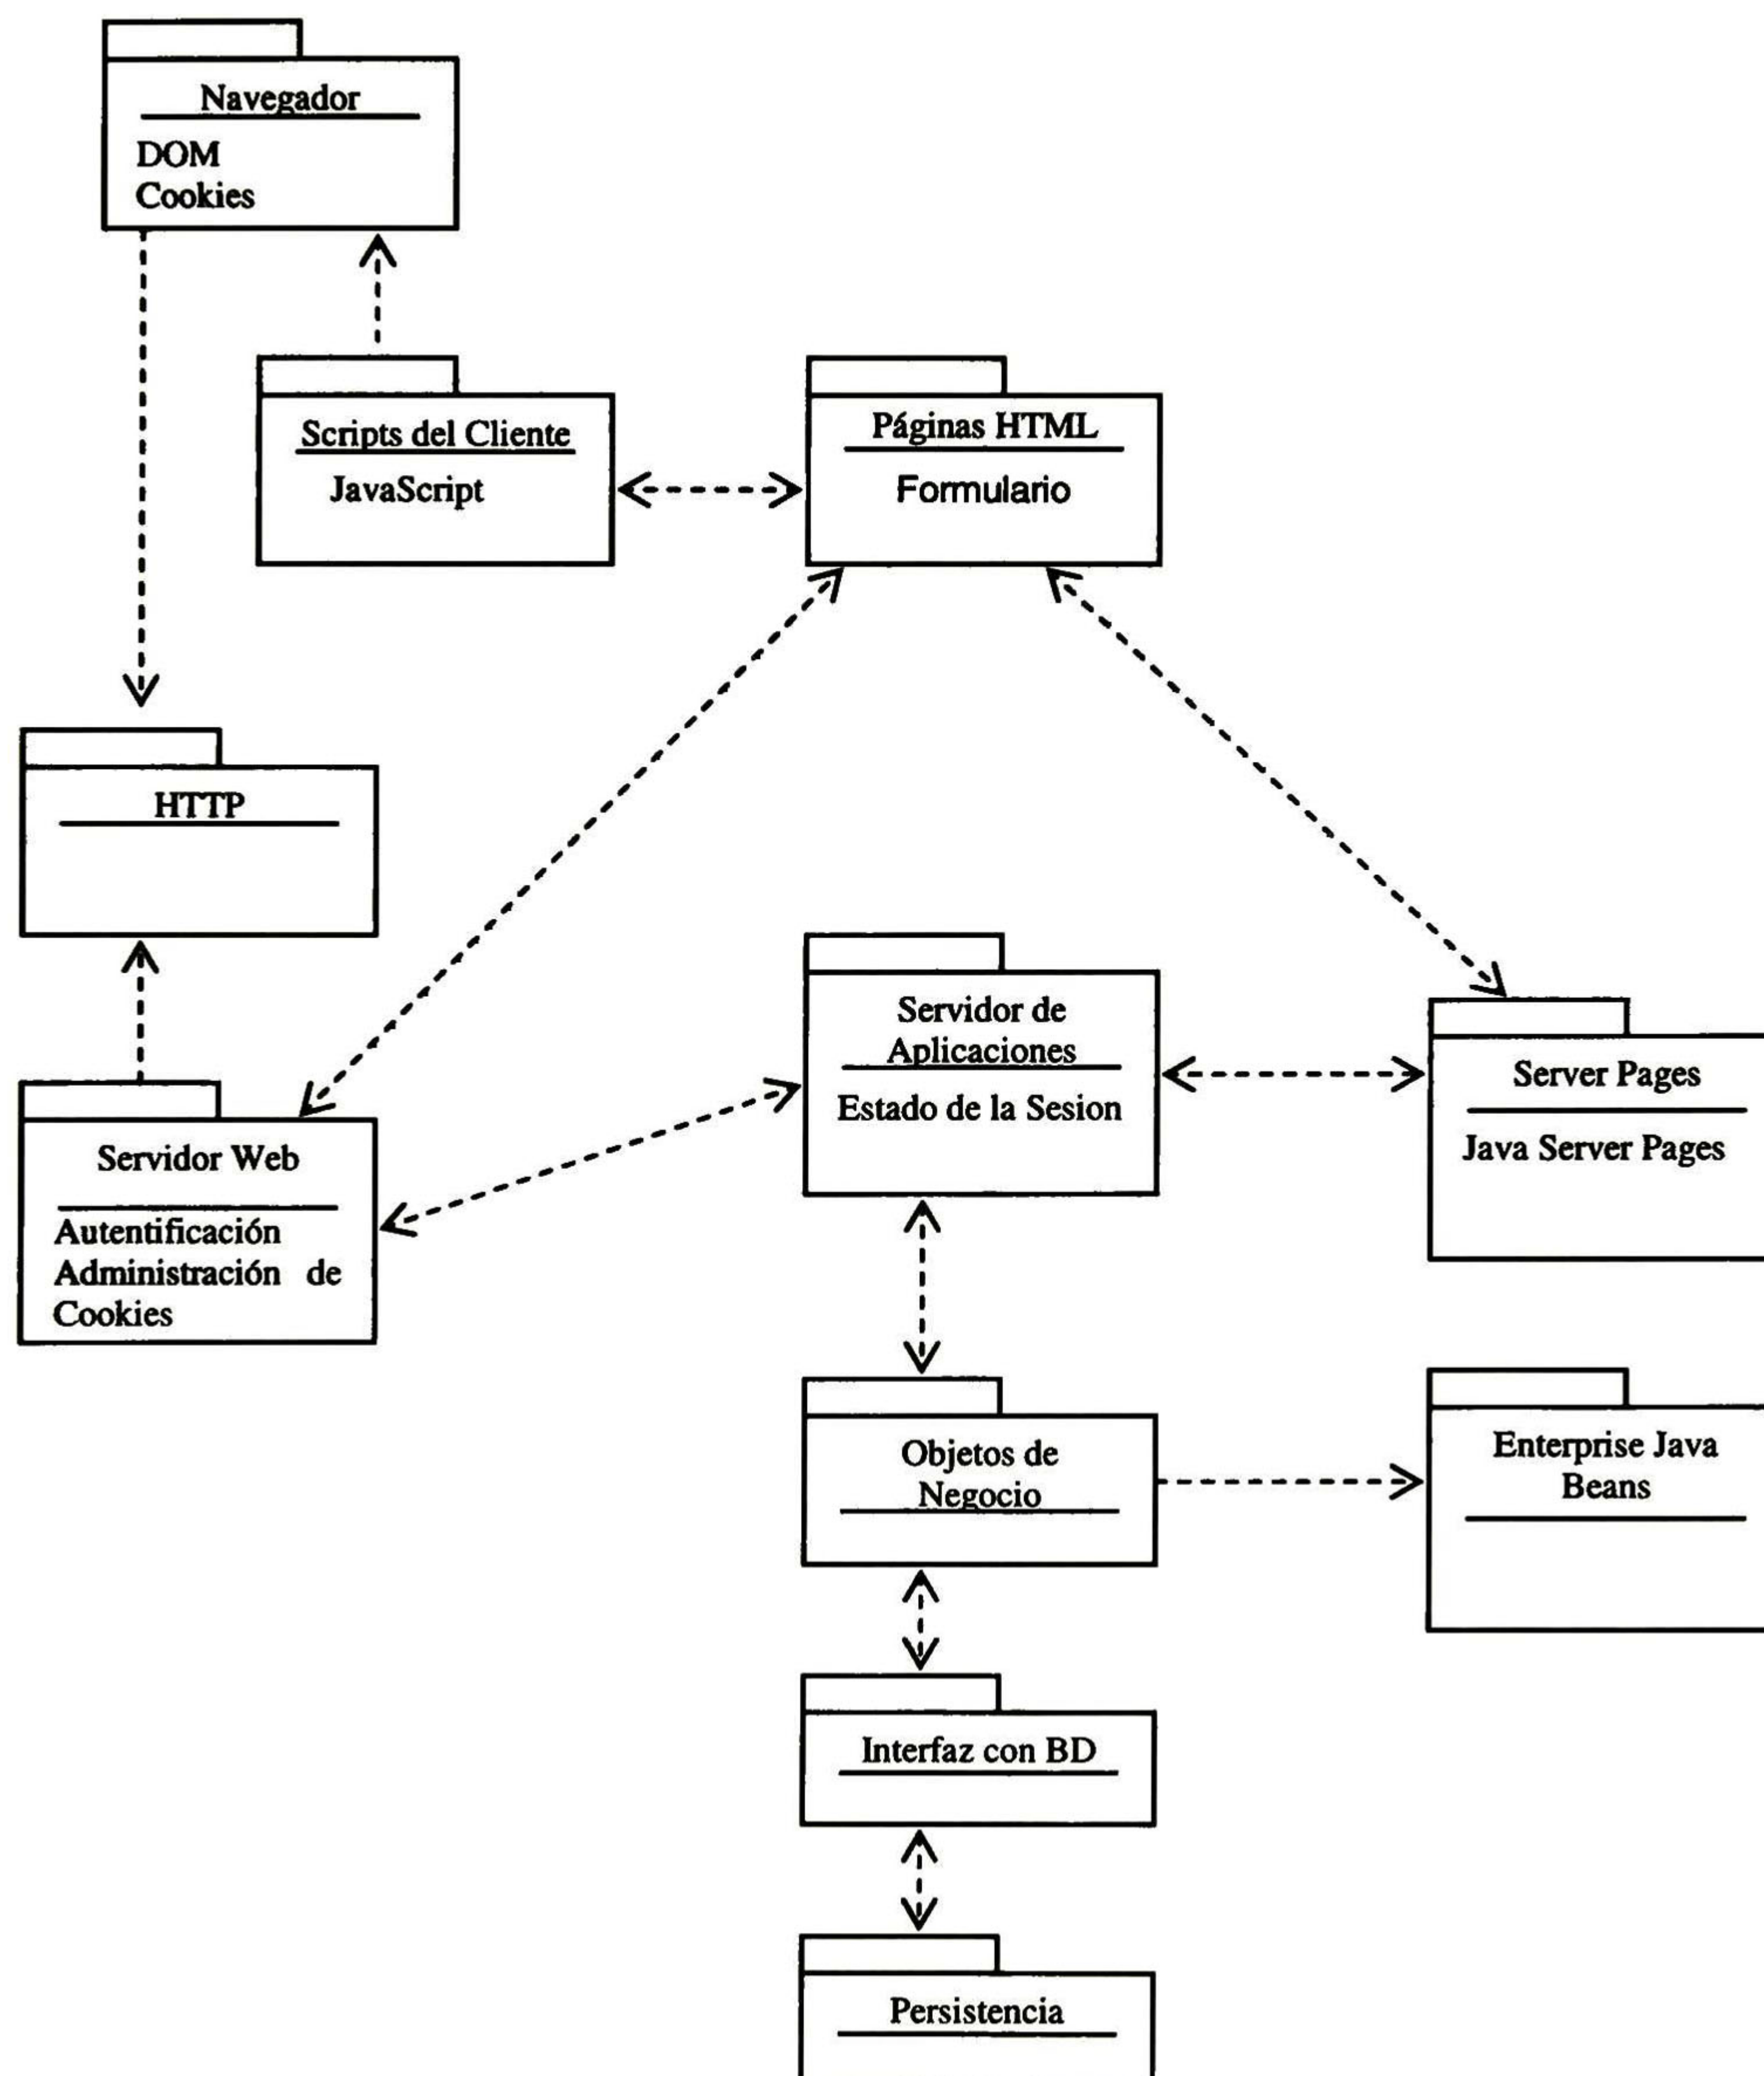 Navegador
DOM
Cookies
Scripts del Cliente
JavaScript
Páginas HTML
Formulario
HTTP
Servidor de
Aplicaciones
Estado de la Sesion
Server Pages
Java Server Pages
Servidor Web
Autentificación
Administración de
Cookies
Objetos de
Negocio
Enterprise Java
Beans
Interfaz con BD
Persistencia